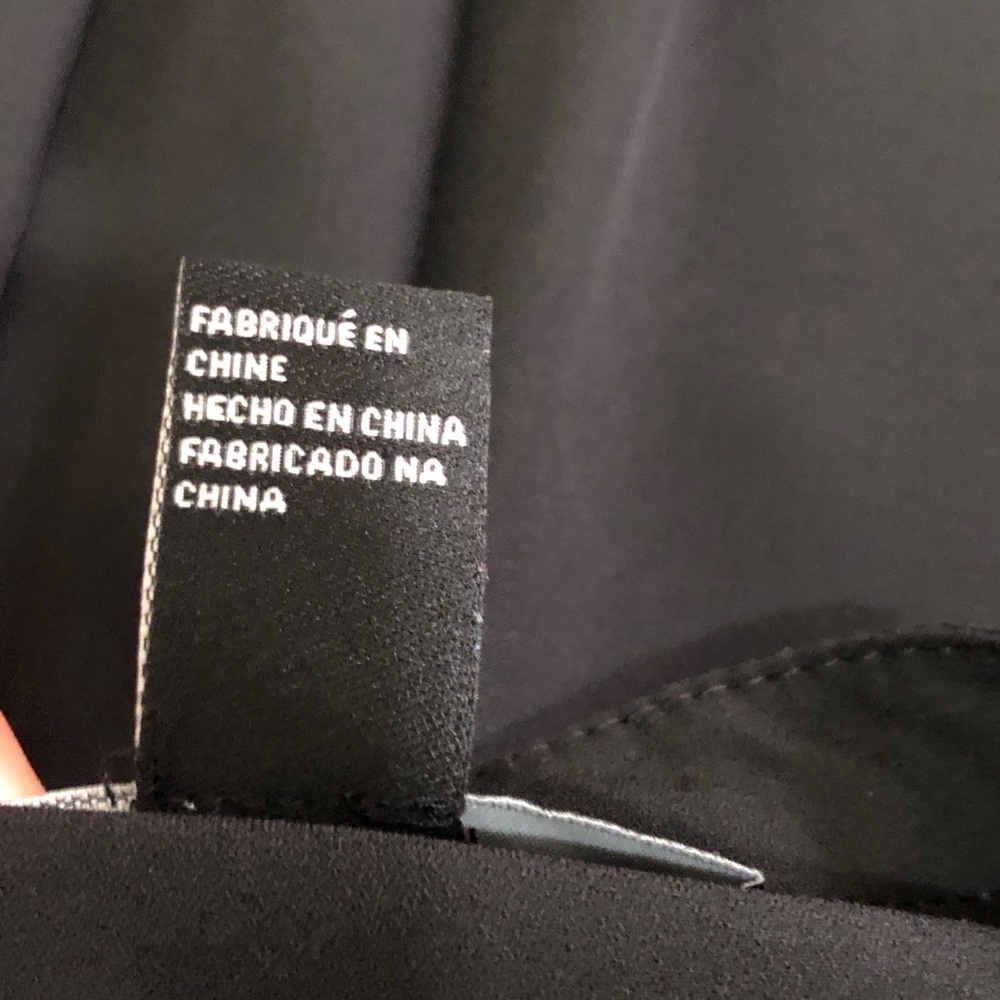 FABRIQUÉ EN
CHINE
HECHO EN CHINA
FABRICADO NA
CHINA